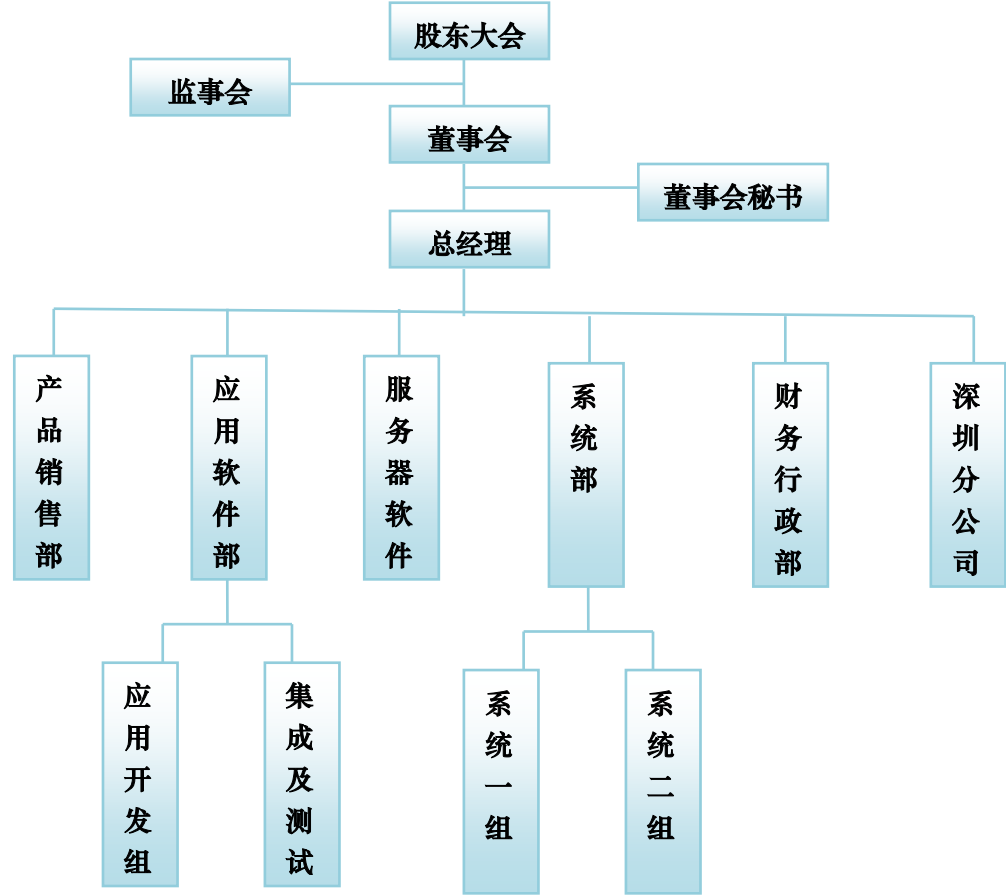 股东大会
监事会
董事会
董事会秘书
总经理
产品销售部
应用软件部
服务器软件
系统部
财务行政部
深圳分公司
应用开发组
集成及测试
系统一组
系统二组